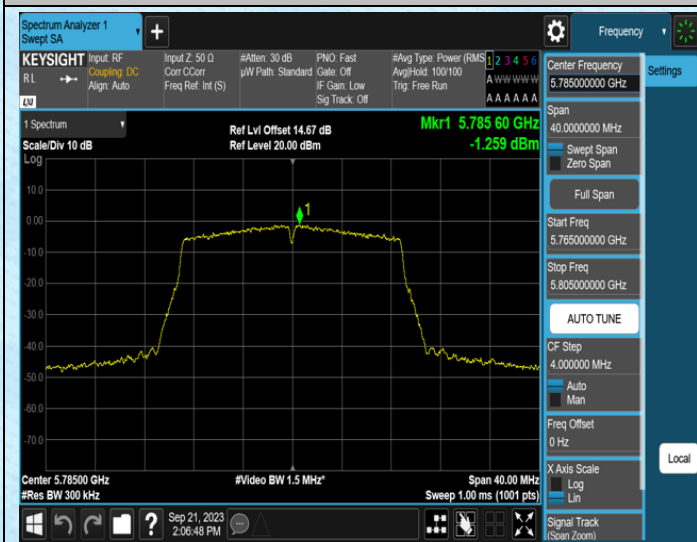 Spectrum Analyzer 1
Swept SA
Frequency
KEYSIGHT
RL
LXI
Input: RF
Coupling: DC
Align: Auto
Input Z: 50 Ω
Corr CCorr
Freq Ref: Int (S)
#Atten: 30 dB
µW Path: Standard
PNO: Fast
Gate: Off
IF Gain: Low
Sig Track: Off
#Avg Type: Power (RMS
Avg|Hold: 100/100
Trig: Free Run
1 2 3 4 5 6
A W W W W W
A A A A A A
1 Spectrum
Scale/Div 10 dB
Log
Ref Lvl Offset 14.67 dB
Ref Level 20.00 dBm
Mkr1 5.785 60 GHz
-1.259 dBm
10.0
0.00
-10.0
-20.0
-30.0
-40.0
-50.0
-60.0
-70.0
1
Center 5.78500 GHz
#Res BW 300 kHz
#Video BW 1.5 MHz*
Span 40.00 MHz
Sweep 1.00 ms (1001 pts)
?
Sep 21, 2023
2:06:48 PM
Center Frequency
5.785000000 GHz
Settings
Span
40.0000000 MHz
Swept Span
Zero Span
Full Span
Start Freq
5.765000000 GHz
Stop Freq
5.805000000 GHz
AUTO TUNE
CF Step
4.000000 MHz
Auto
Man
Freq Offset
0 Hz
X Axis Scale
Log
Lin
Local
Signal Track
(Span Zoom)